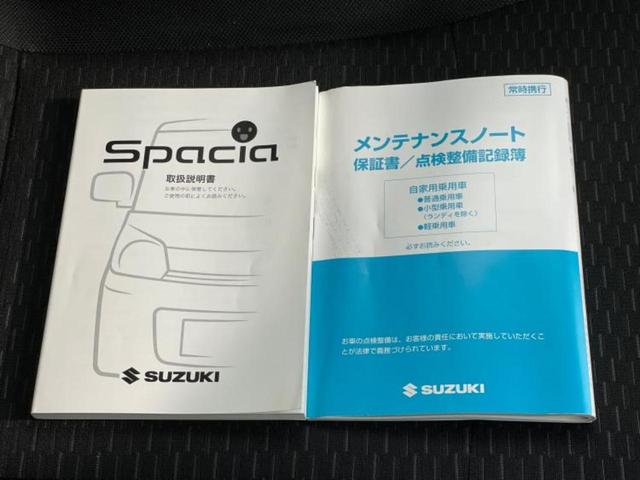 Spacia
取扱説明書
お車の中に保管してください。
ご使用の前によくお読みください。
SUZUKI
常時携行
メンテナンスノート
保証書／点検整備記録簿
自家用乗用車
●普通乗用車
●小型乗用車
（ランディを除く）
●軽乗用車
必ずお読みください。
お車の点検整備は、お客様の責任において実施していただくこ
とが法律で義務づけられています。
SUZUKI